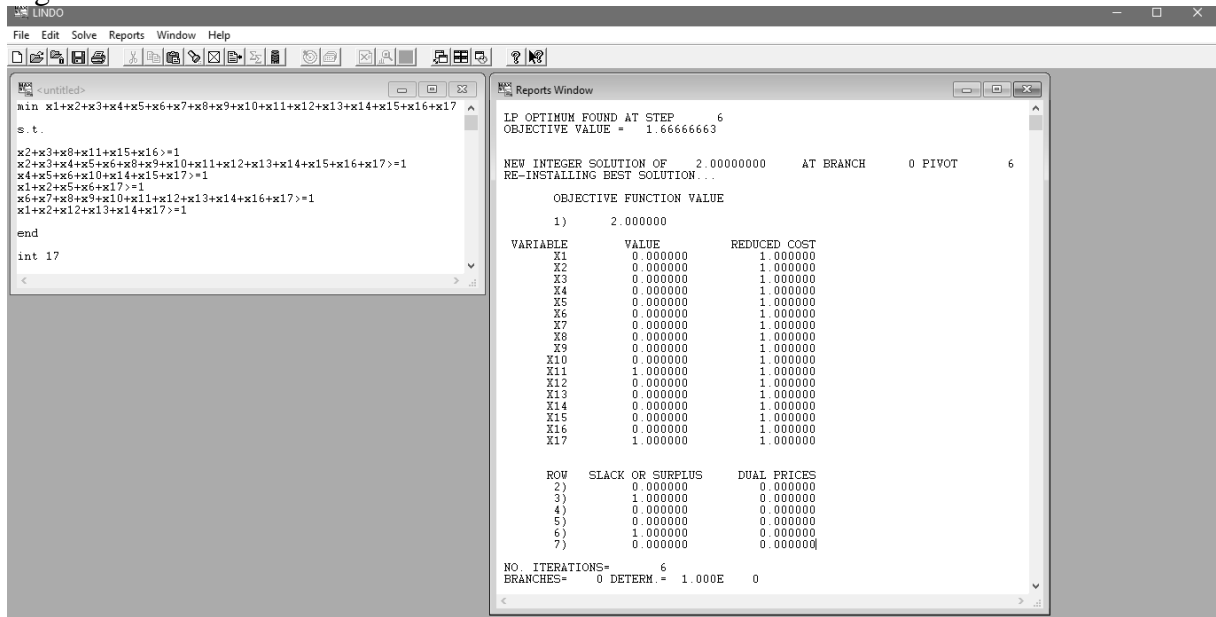 LINDO
File Edit Solve Reports Window Help
<untitled>
min x1+x2+x3+x4+x5+x6+x7+x8+x9+x10+x11+x12+x13+x14+x15+x16+x17
s.t.
x2+x3+x8+x11+x15+x16>=1
x2+x3+x4+x5+x6+x8+x9+x10+x11+x12+x13+x14+x15+x16+x17>=1
x4+x5+x6+x10+x14+x15+x17>=1
x1+x2+x5+x6+x17>=1
x6+x7+x8+x9+x10+x11+x12+x13+x14+x16+x17>=1
x1+x2+x12+x13+x14+x17>=1
end
int 17
Reports Window
LP OPTIMUM FOUND AT STEP 6
OBJECTIVE VALUE = 1.66666663
NEW INTEGER SOLUTION OF 2.00000000 AT BRANCH 0 PIVOT 6
RE-INSTALLING BEST SOLUTION...
OBJECTIVE FUNCTION VALUE
1) 2.000000
VARIABLE VALUE REDUCED COST
X1 0.000000 1.000000
X2 0.000000 1.000000
X3 0.000000 1.000000
X4 0.000000 1.000000
X5 0.000000 1.000000
X6 0.000000 1.000000
X7 0.000000 1.000000
X8 0.000000 1.000000
X9 0.000000 1.000000
X10 0.000000 1.000000
X11 1.000000 1.000000
X12 0.000000 1.000000
X13 0.000000 1.000000
X14 0.000000 1.000000
X15 0.000000 1.000000
X16 0.000000 1.000000
X17 1.000000 1.000000
ROW SLACK OR SURPLUS DUAL PRICES
2) 0.000000 0.000000
3) 1.000000 0.000000
4) 0.000000 0.000000
5) 0.000000 0.000000
6) 1.000000 0.000000
7) 0.000000 0.000000
NO. ITERATIONS= 6
BRANCHES= 0 DETERM.= 1.000E 0